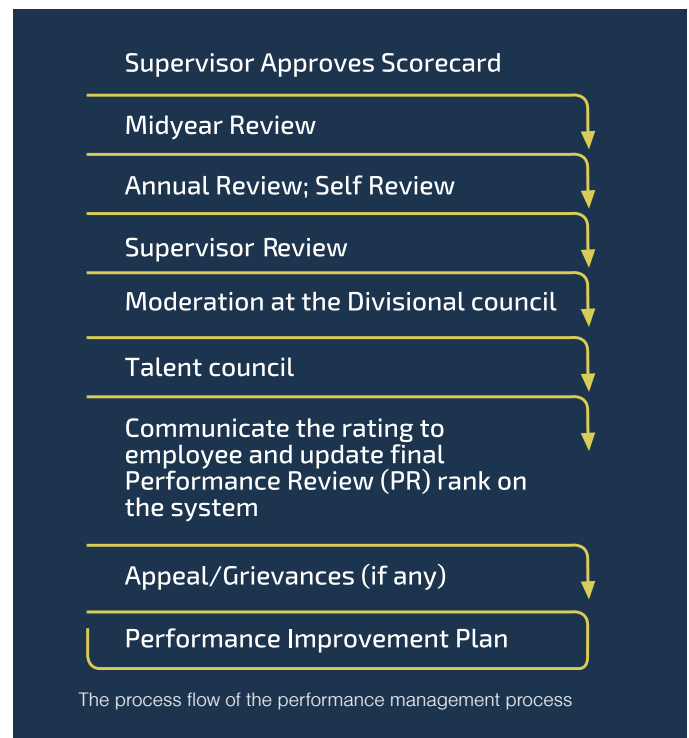 Supervisor Approves Scorecard
Midyear Review
Annual Review; Self Review
Supervisor Review
Moderation at the Divisional council
Talent council
Communicate the rating to
employee and update final
Performance Review (PR) rank on
the system
Appeal/Grievances (if any)
Performance Improvement Plan
The process flow of the performance management process